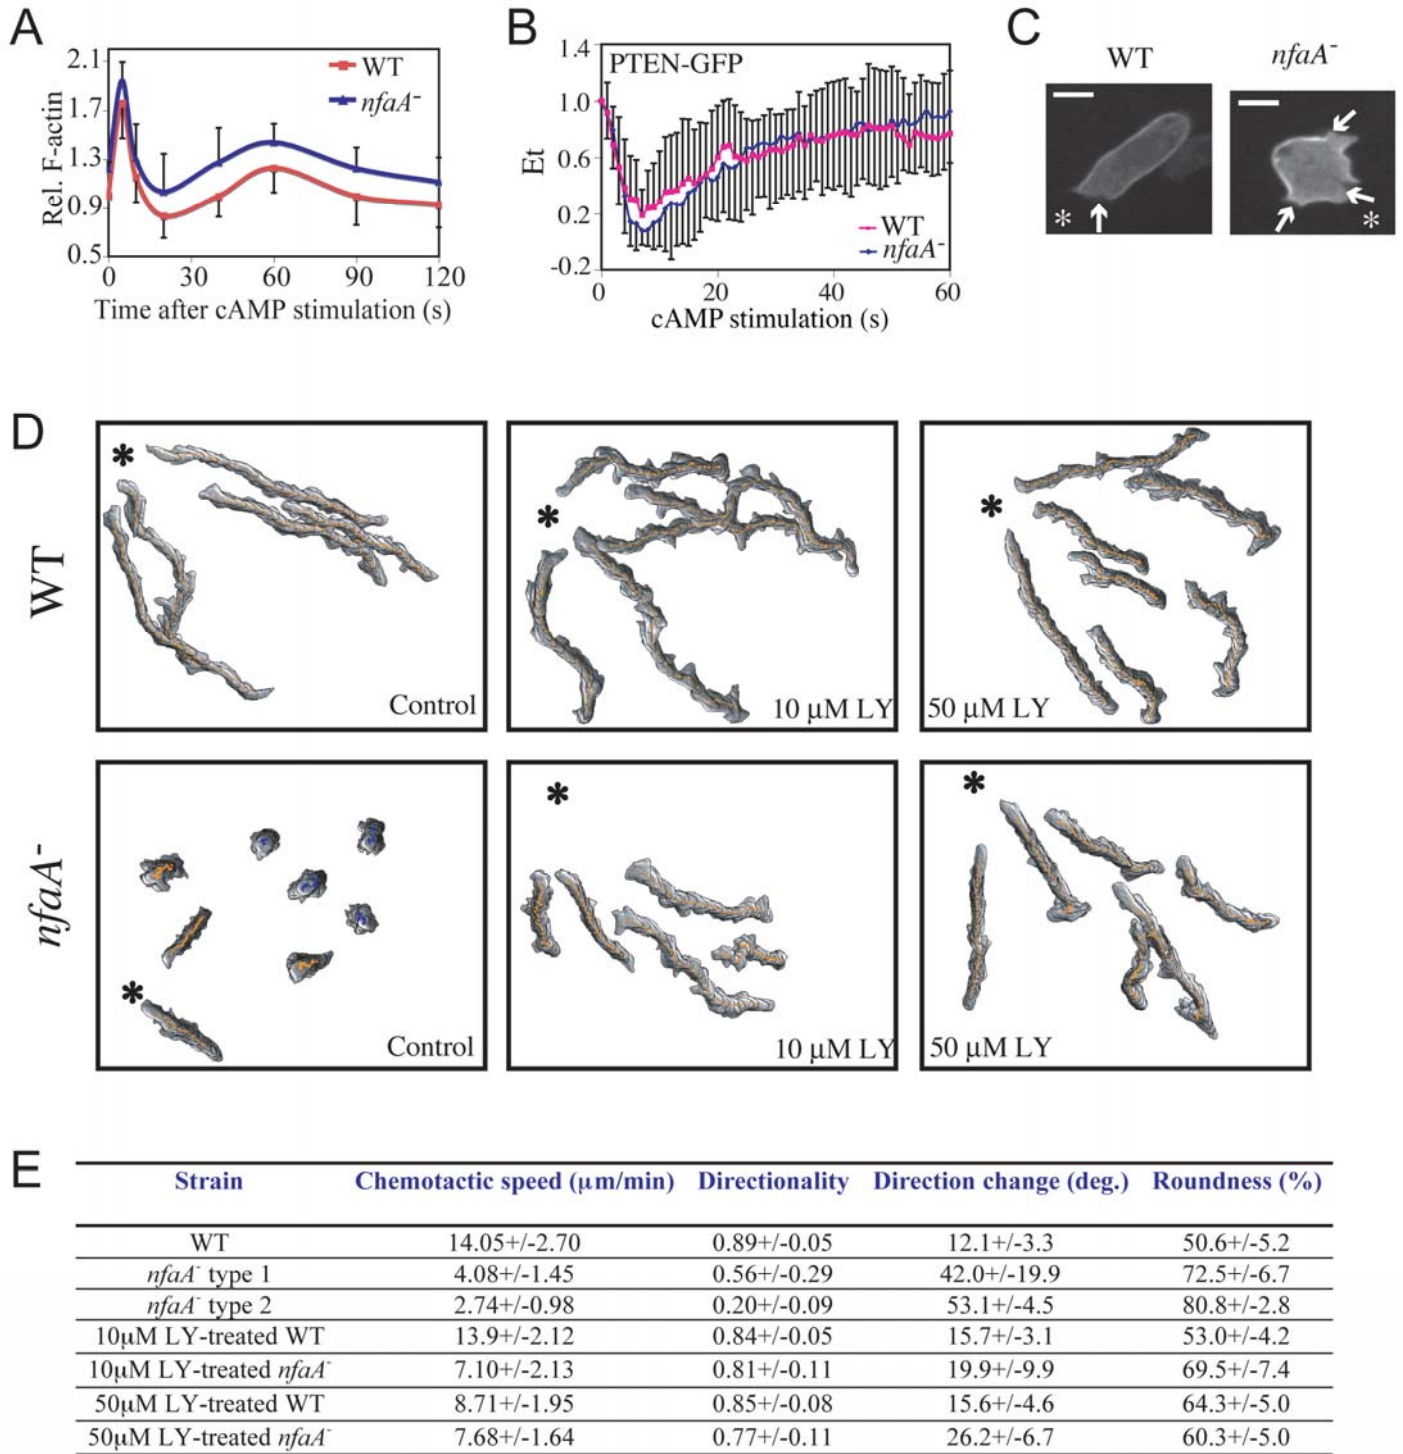 A
2.1
1.7
1.3
0.9
0.5
Rel. F-actin
WT
nfaA-
0 30 60 90 120
Time after cAMP stimulation (s)
B
1.4
1.0
0.6
0.2
-0.2
Et
PTEN-GFP
WT
nfaA-
0 20 40 60
cAMP stimulation (s)
C
WT nfaA-
* *
D
WT
*
Control
*
10 μM LY
*
50 μM LY
nfaA-
*
Control
*
10 μM LY
*
50 μM LY
E
Strain Chemotactic speed (μm/min) Directionality Direction change (deg.) Roundness (%)
WT 14.05+/-2.70 0.89+/-0.05 12.1+/-3.3 50.6+/-5.2
nfaA- type 1 4.08+/-1.45 0.56+/-0.29 42.0+/-19.9 72.5+/-6.7
nfaA- type 2 2.74+/-0.98 0.20+/-0.09 53.1+/-4.5 80.8+/-2.8
10μM LY-treated WT 13.9+/-2.12 0.84+/-0.05 15.7+/-3.1 53.0+/-4.2
10μM LY-treated nfaA- 7.10+/-2.13 0.81+/-0.11 19.9+/-9.9 69.5+/-7.4
50μM LY-treated WT 8.71+/-1.95 0.85+/-0.08 15.6+/-4.6 64.3+/-5.0
50μM LY-treated nfaA- 7.68+/-1.64 0.77+/-0.11 26.2+/-6.7 60.3+/-5.0